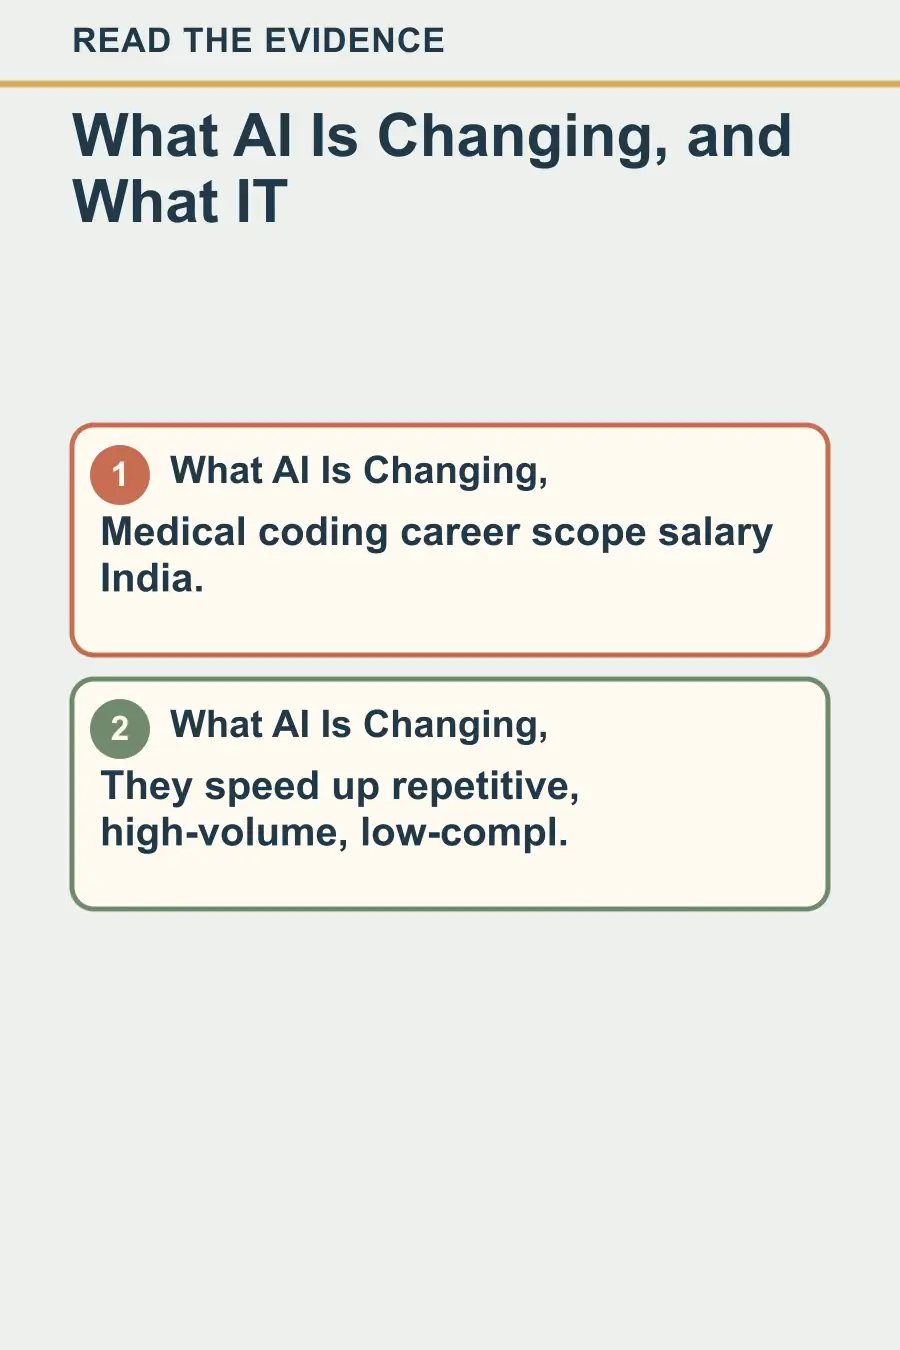 READ THE EVIDENCE
What AI Is Changing, and
What IT
1 What AI Is Changing,
Medical coding career scope salary
India.
2 What AI Is Changing,
They speed up repetitive,
high-volume, low-compl.